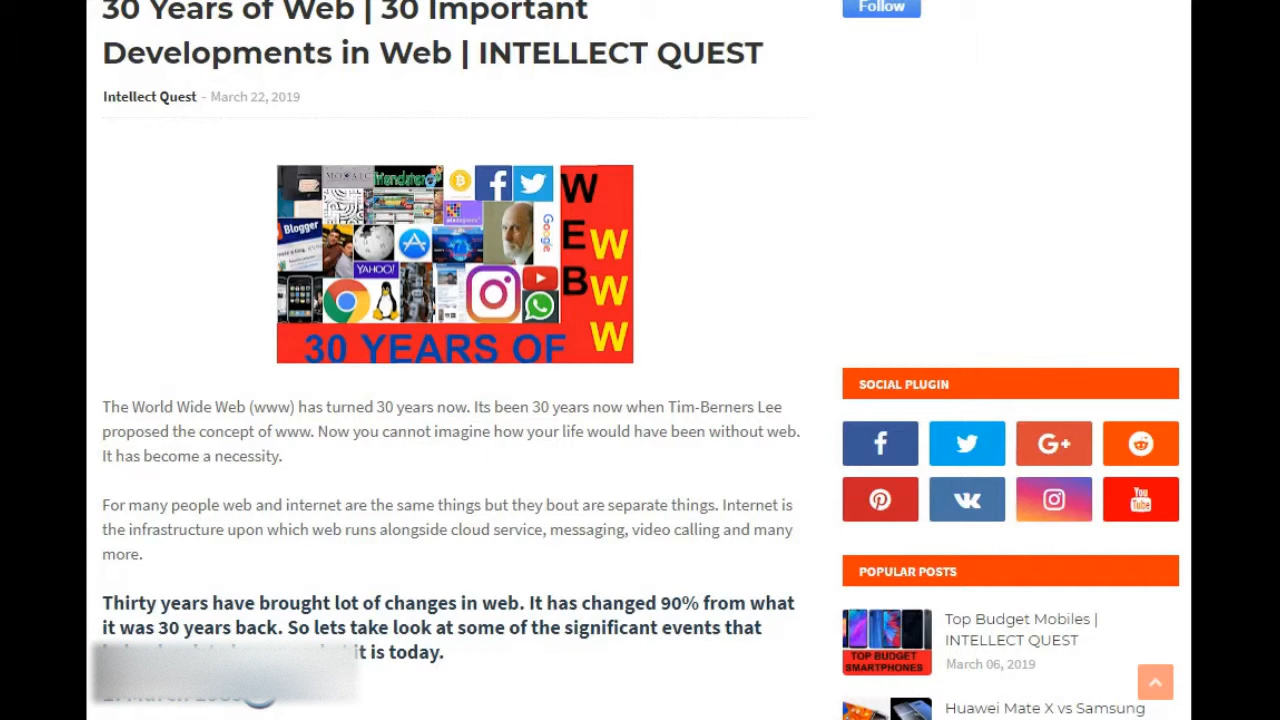 30 Years of Web | 30 Important
Developments in Web | INTELLECT QUEST
Intellect Quest - March 22, 2019
MOSAIC
friendster
Blogger
YAHOO!
Google
WEB
WWW
30 YEARS OF
The World Wide Web (www) has turned 30 years now. Its been 30 years now when Tim-Berners Lee
proposed the concept of www. Now you cannot imagine how your life would have been without web.
It has become a necessity.
For many people web and internet are the same things but they bout are separate things. Internet is
the infrastructure upon which web runs alongside cloud service, messaging, video calling and many
more.
Thirty years have brought lot of changes in web. It has changed 90% from what
it was 30 years back. So lets take look at some of the significant events that
it is today.
Follow
SOCIAL PLUGIN
G+
You
Tube
POPULAR POSTS
TOP BUDGET
SMARTPHONES
Top Budget Mobiles |
INTELLECT QUEST
March 06, 2019
Huawei Mate X vs Samsung